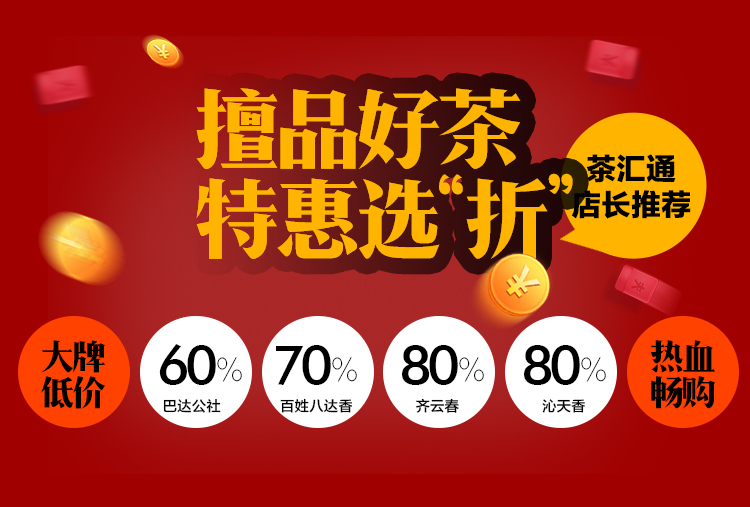 擅品好茶
特惠选“折”
茶汇通
店长推荐
大牌
低价
60%
巴达公社
70%
百姓八达香
80%
齐云春
80%
沁天香
热血
畅购